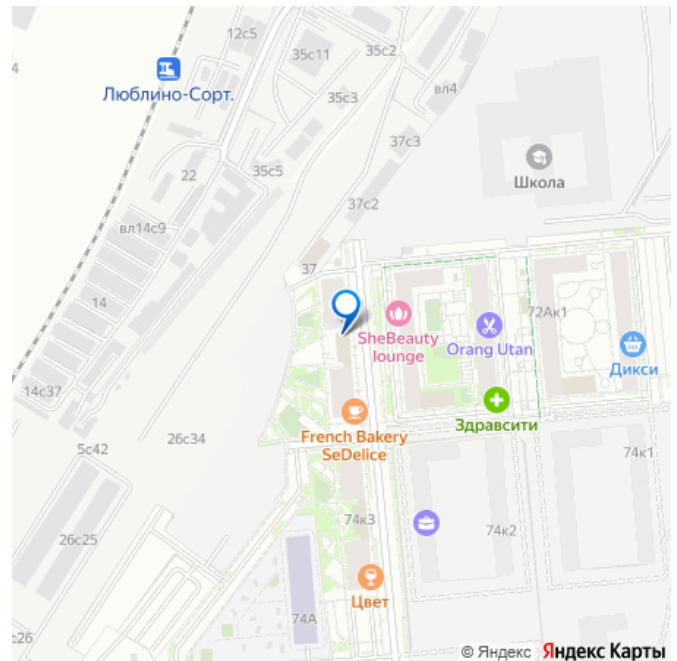 12с5
35с11
35с2
4
Люблино-Сорт.
35с3
вл4
37с3
22
35с5
Школа
37с2
вл14с9
37
14
SheBeauty
lounge
Orang Utan
72Ак1
Дикси
14с37
French Bakery
SeDelice
Здравсити
5с42
26с34
74к1
74к3
74к2
26с25
Цвет
74А
с26
© Яндекс Яндекс Карты